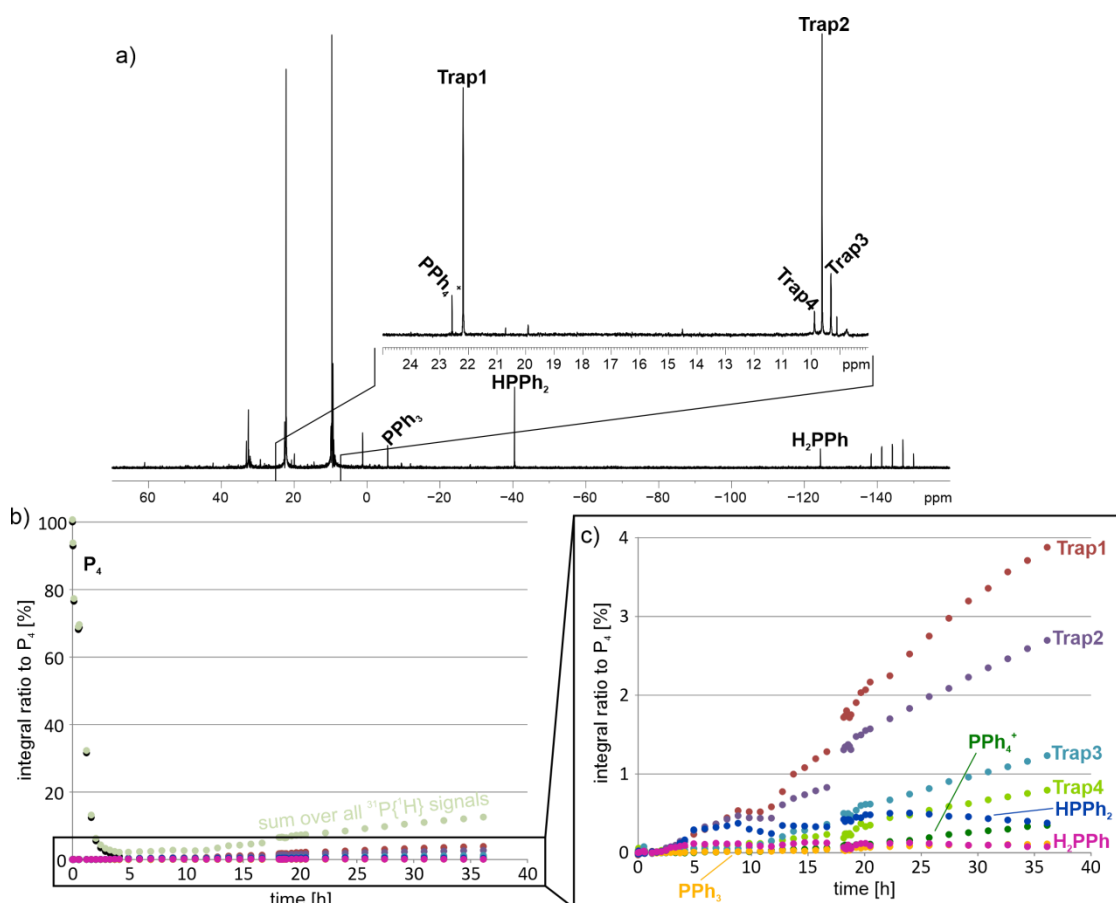 a)
Trap1
Trap2
PPh₄⁺
Trap4
Trap3
25 24 23 22 21 20 19 18 17 16 15 14 13 12 11 10 9 ppm
HPPh₂
PPh₃
H₂PPh
60 40 20 0 −20 −40 −60 −80 −100 −120 −140 ppm
b)
integral ratio to P₄ [%]
100
80
60
40
20
0
P₄
sum over all ³¹P{¹H} signals
0 5 10 15 20 25 30 35 40
time [h]
c)
integral ratio to P₄ [%]
4
3
2
1
0
Trap1
Trap2
PPh₄⁺
Trap3
Trap4
HPPh₂
H₂PPh
PPh₃
0 5 10 15 20 25 30 35 40
time [h]